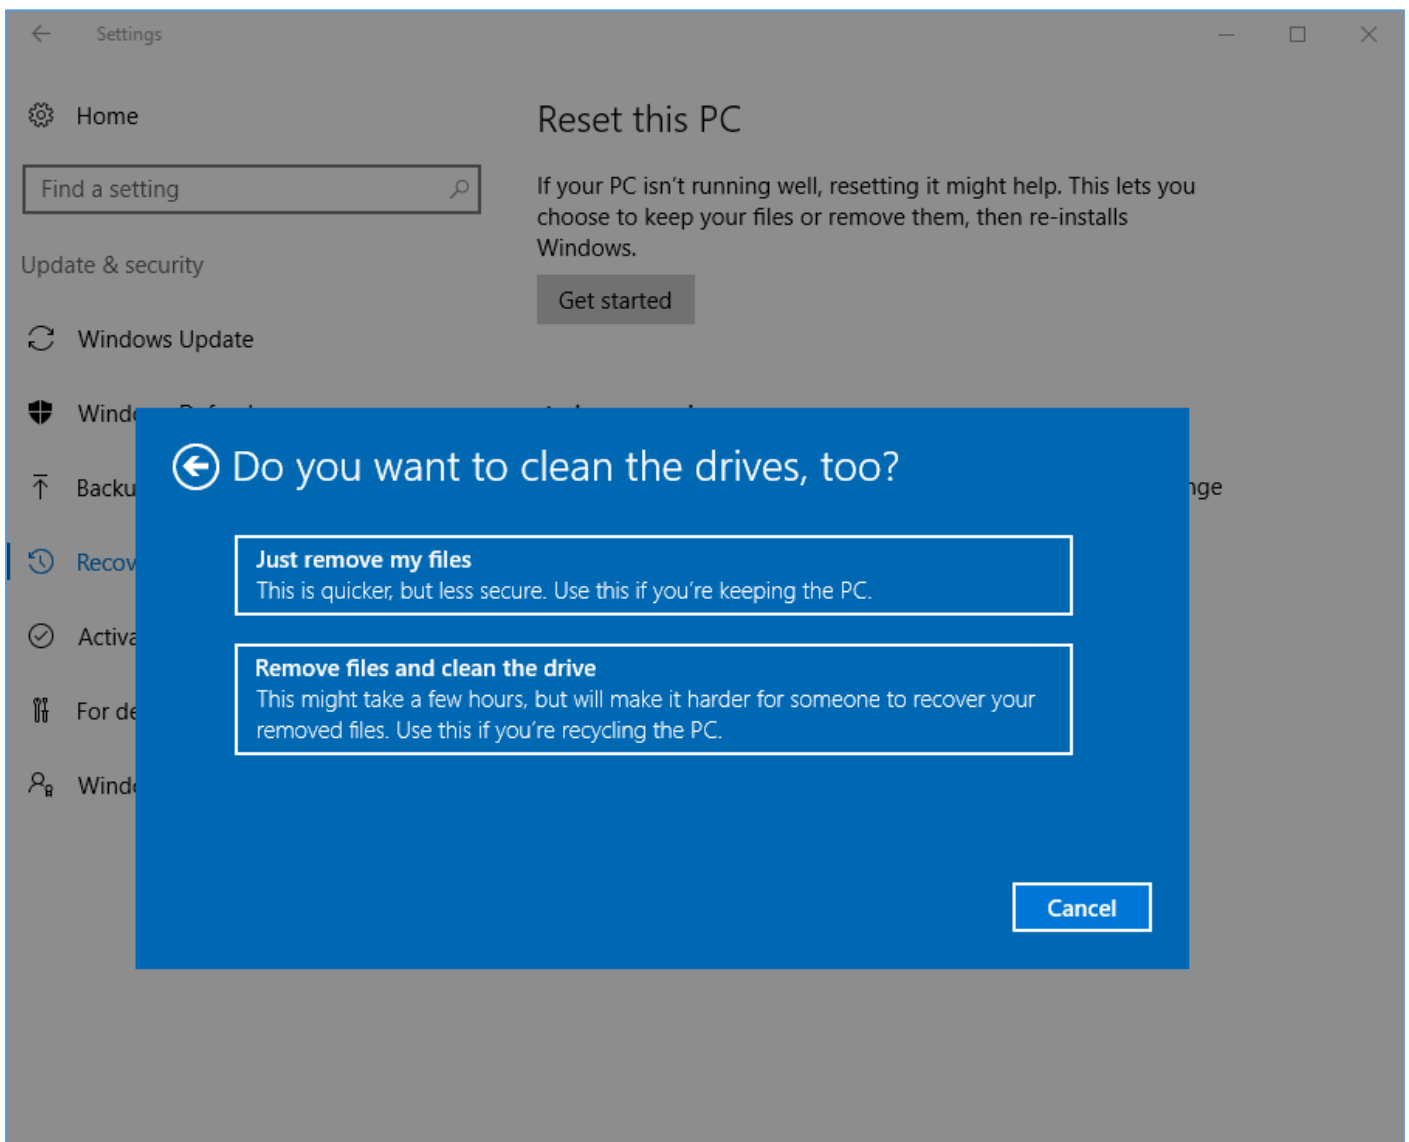 Settings
Home
Reset this PC
Find a setting
If your PC isn't running well, resetting it might help. This lets you
choose to keep your files or remove them, then re-installs
Windows.
Update & security
Get started
Windows Update
Do you want to clean the drives, too?
Just remove my files
This is quicker, but less secure. Use this if you're keeping the PC.
Remove files and clean the drive
This might take a few hours, but will make it harder for someone to recover your
removed files. Use this if you're recycling the PC.
Cancel